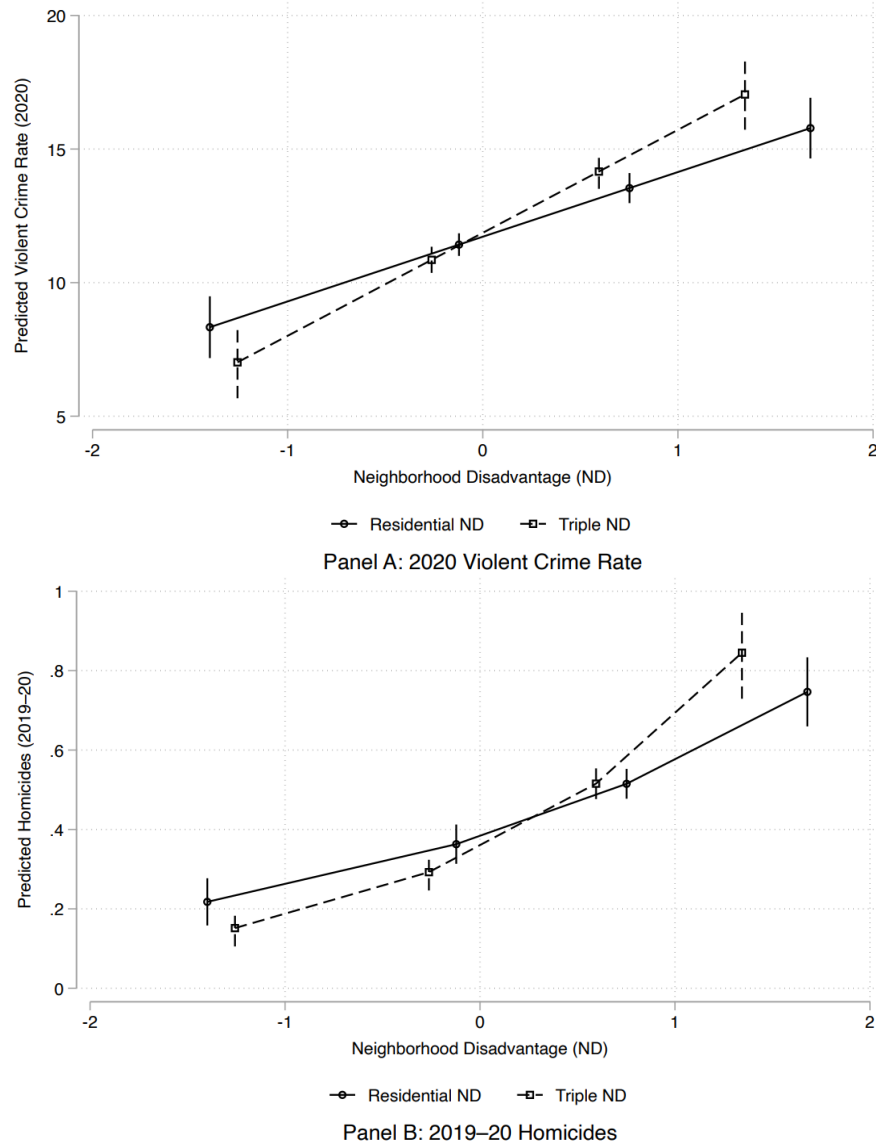 20
15
10
5
Predicted Violent Crime Rate (2020)
-2 -1 0 1 2
Neighborhood Disadvantage (ND)
Residential ND Triple ND
Panel A: 2020 Violent Crime Rate
1
.8
.6
.4
.2
0
Predicted Homicides (2019–20)
-2 -1 0 1 2
Neighborhood Disadvantage (ND)
Residential ND Triple ND
Panel B: 2019–20 Homicides